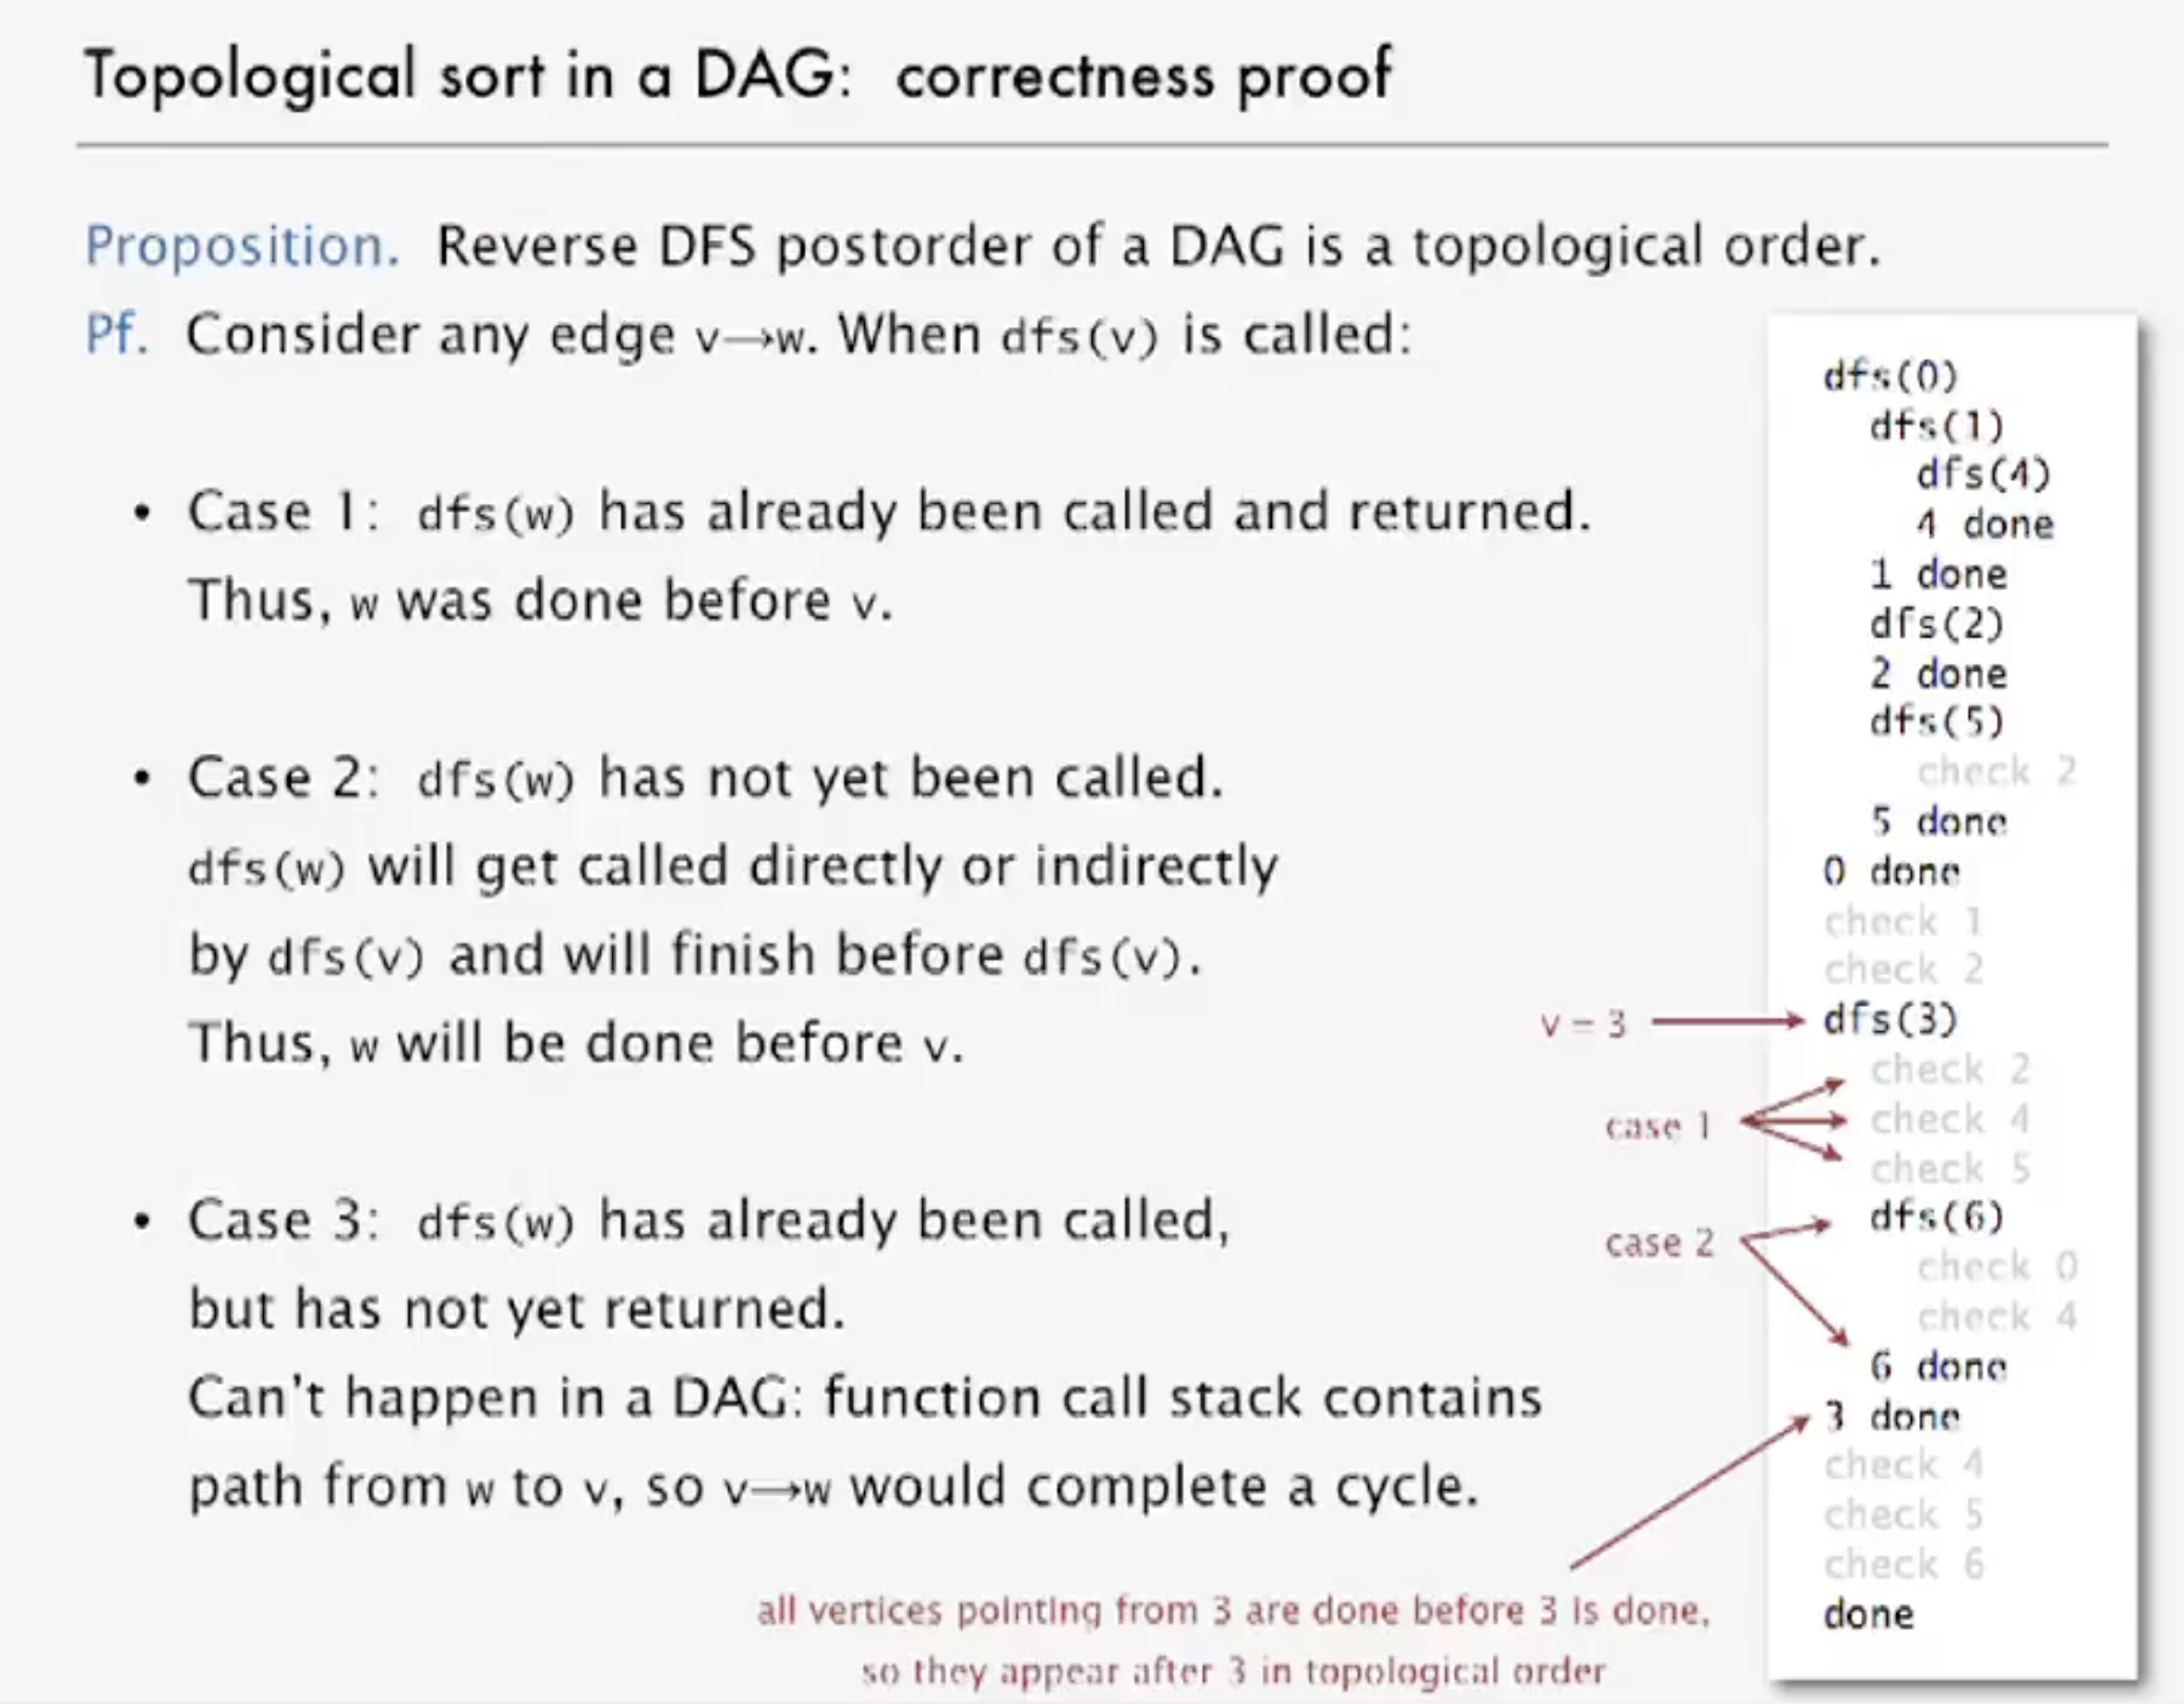 Topological sort in a DAG: correctness proof
Proposition. Reverse DFS postorder of a DAG is a topological order.
Pf. Consider any edge v→w. When dfs(v) is called:
• Case 1: dfs(w) has already been called and returned.
Thus, w was done before v.
• Case 2: dfs(w) has not yet been called.
dfs(w) will get called directly or indirectly
by dfs(v) and will finish before dfs(v).
Thus, w will be done before v.
• Case 3: dfs(w) has already been called,
but has not yet returned.
Can't happen in a DAG: function call stack contains
path from w to v, so v→w would complete a cycle.
dfs(0)
dfs(1)
dfs(4)
4 done
1 done
dfs(2)
2 done
dfs(5)
check 2
5 done
0 done
check 1
check 2
v = 3
dfs(3)
check 2
case 1
check 4
check 5
dfs(6)
case 2
check 0
check 4
6 done
3 done
check 4
check 5
check 6
done
all vertices pointing from 3 are done before 3 is done,
so they appear after 3 in topological order